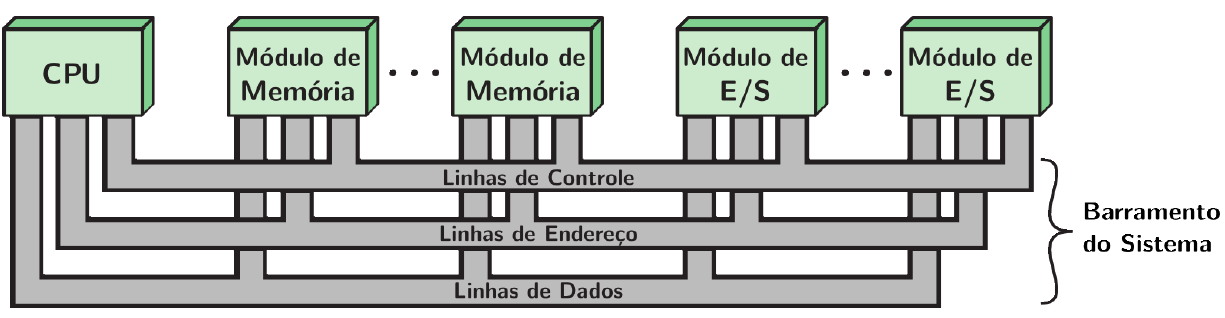 CPU
Módulo de
Memória
Módulo de
Memória
Módulo de
E/S
Módulo de
E/S
Linhas de Controle
Linhas de Endereço
Linhas de Dados
Barramento
do Sistema